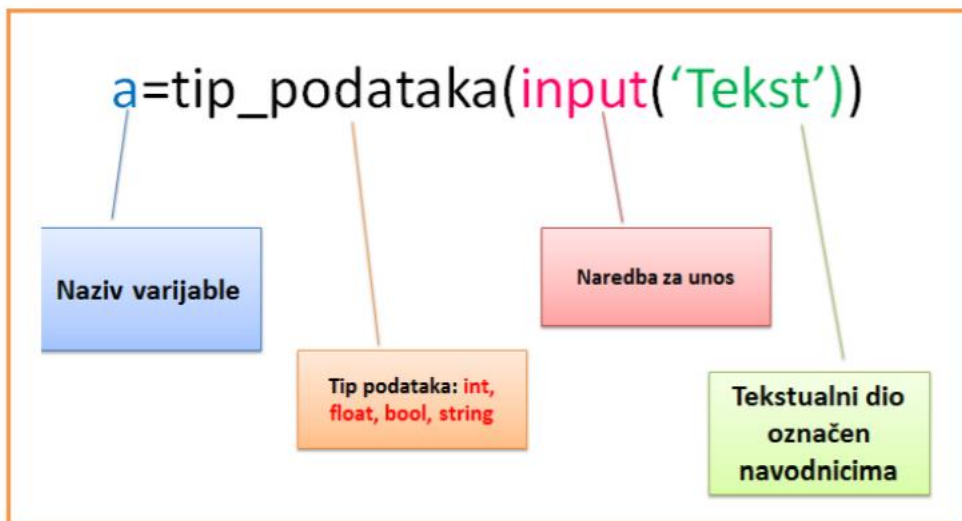 a=tip_podataka(input(‘Tekst’))
Naziv varijable
Naredba za unos
Tip podataka: int,
float, bool, string
Tekstualni dio
označen
navodnicima